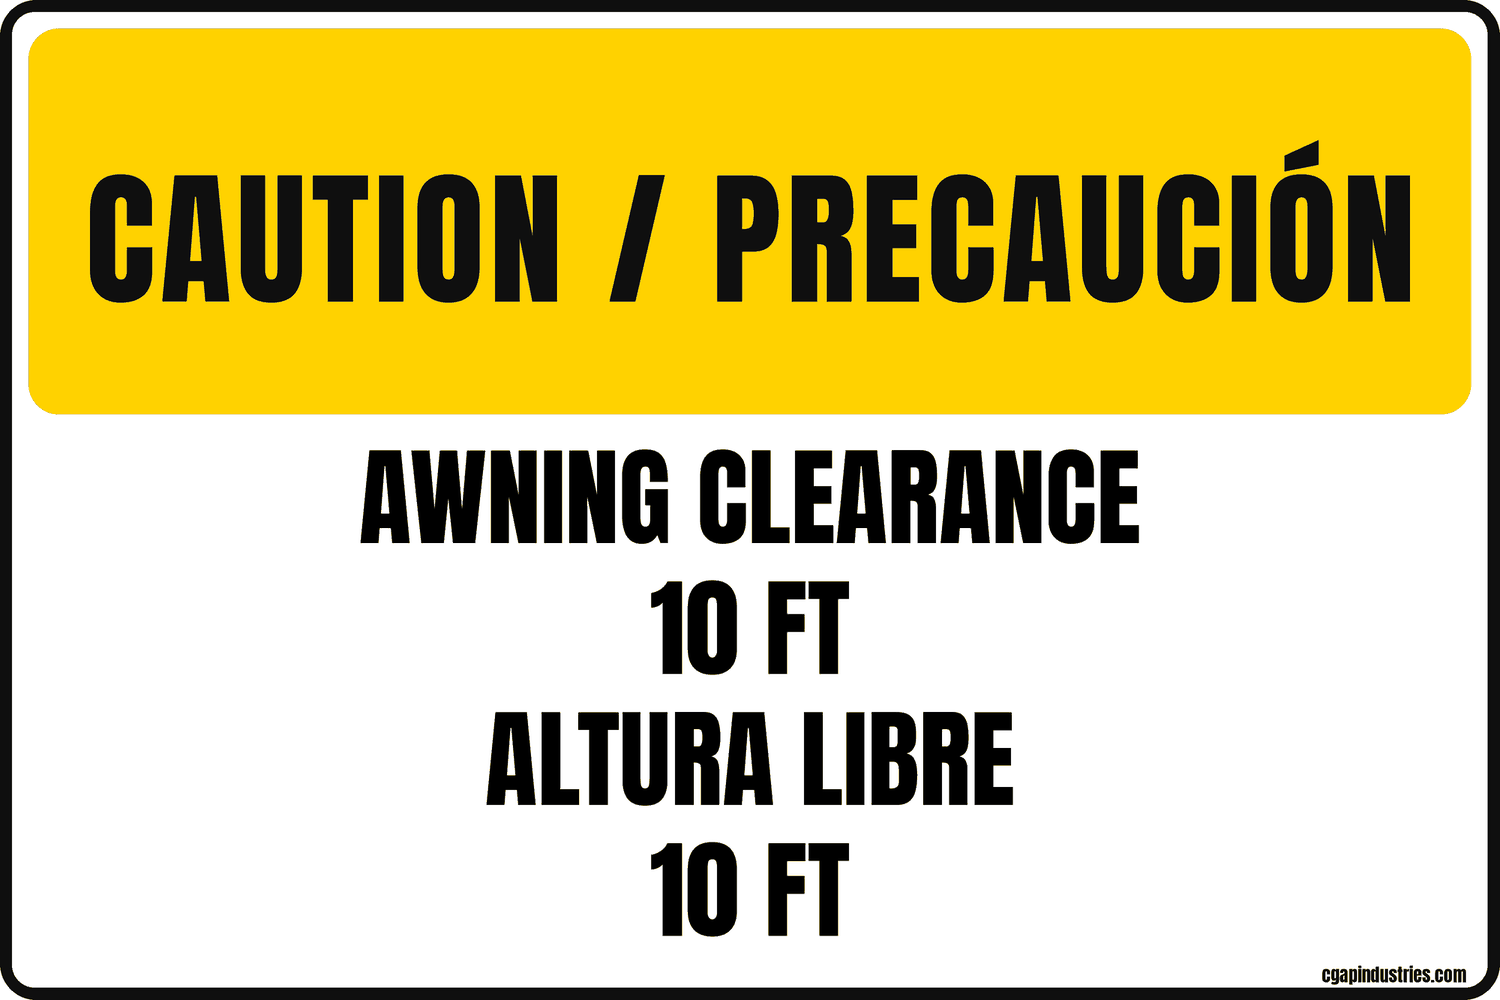 CAUTION / PRECAUCIÓN
AWNING CLEARANCE
10 FT
ALTURA LIBRE
10 FT
cgapindustries.com